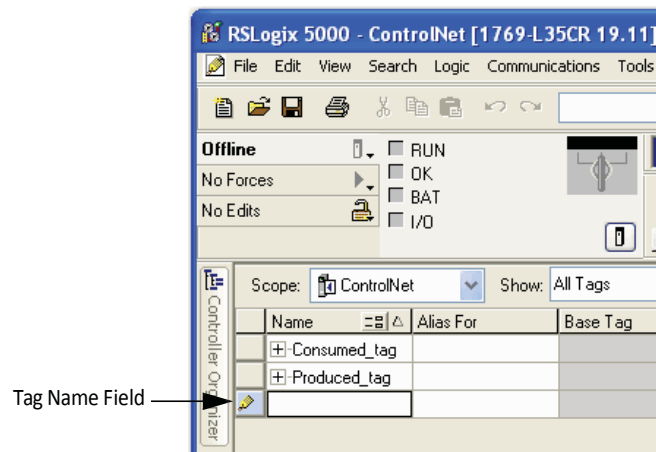 RSLogix 5000 - ControlNet [1769-L35CR 19.11]
File Edit View Search Logic Communications Tools
Offline
RUN
No Forces
OK
No Edits
BAT
I/O
Controller Organizer
Scope: ControlNet Show: All Tags
Name Alias For Base Tag
Consumed_tag
Produced_tag
Tag Name Field